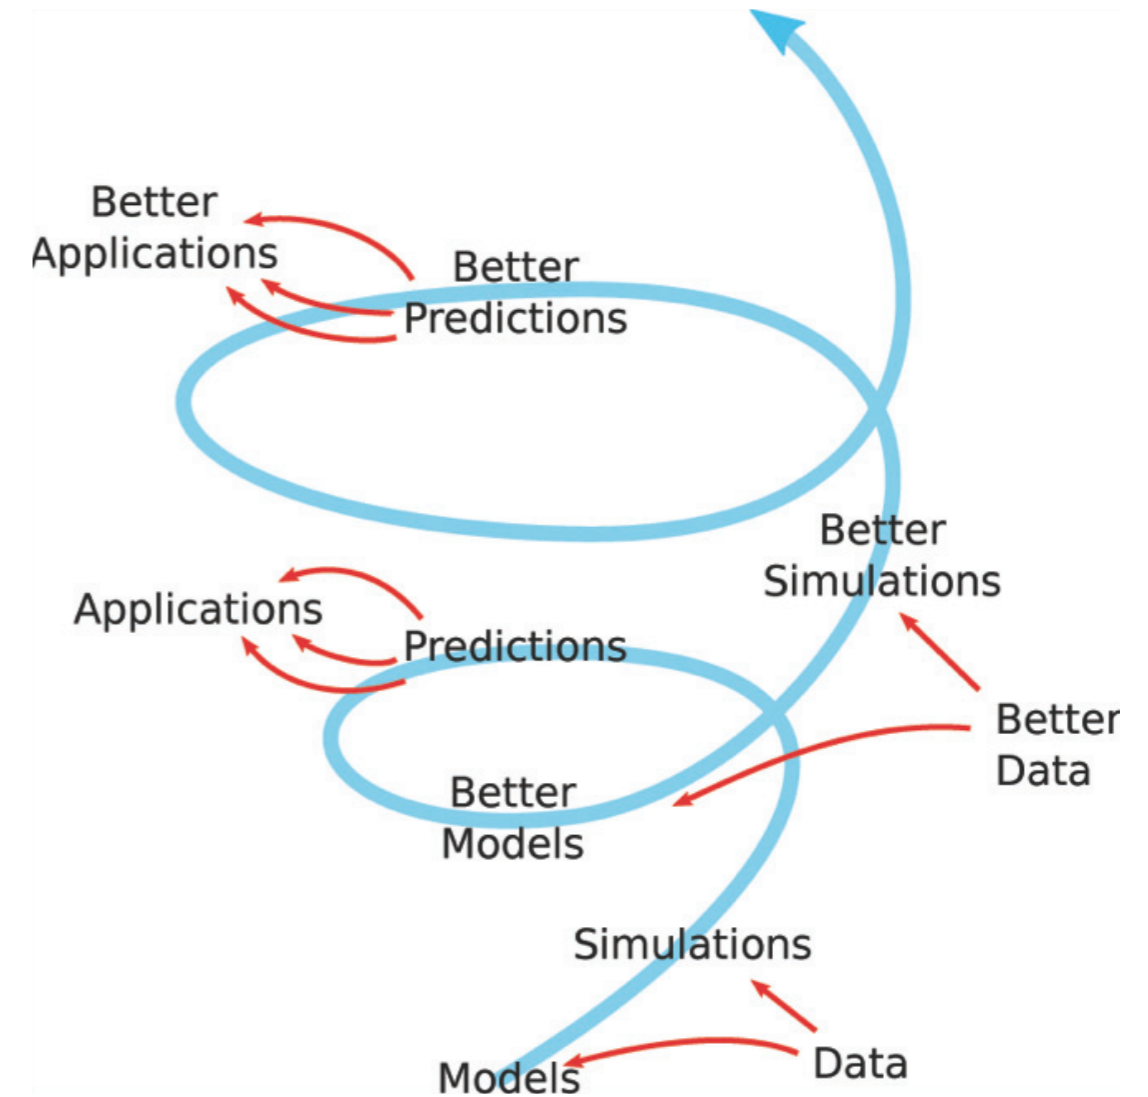 Better
Applications
Better
Predictions
Better
Simulations
Applications
Predictions
Better
Data
Better
Models
Simulations
Data
Models